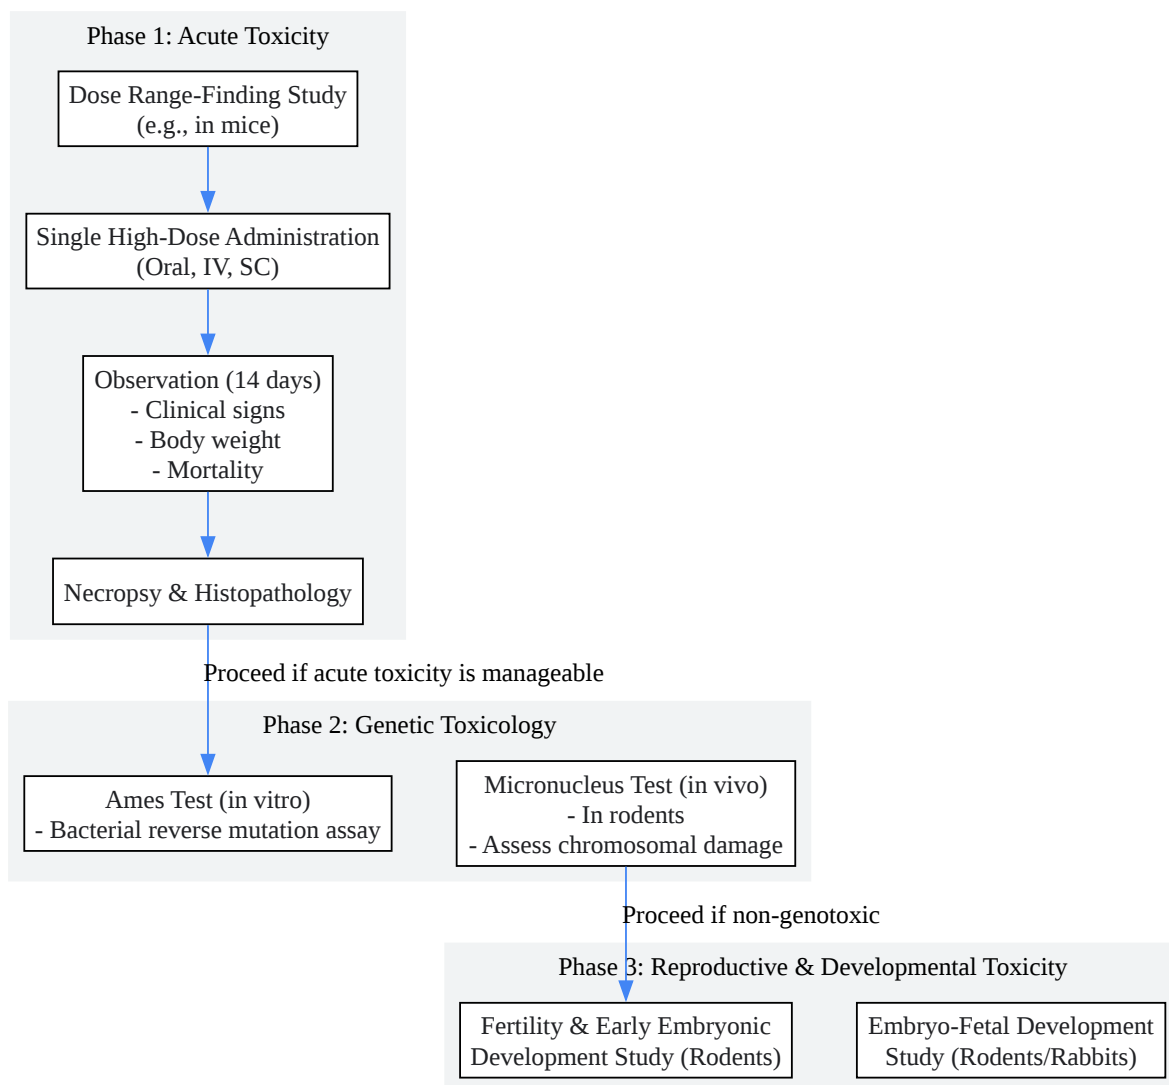 Phase 1: Acute Toxicity
Dose Range-Finding Study
(e.g., in mice)
Single High-Dose Administration
(Oral, IV, SC)
Observation (14 days)
- Clinical signs
- Body weight
- Mortality
Necropsy & Histopathology
Proceed if acute toxicity is manageable
Phase 2: Genetic Toxicology
Ames Test (in vitro)
- Bacterial reverse mutation assay
Micronucleus Test (in vivo)
- In rodents
- Assess chromosomal damage
Proceed if non-genotoxic
Phase 3: Reproductive & Developmental Toxicity
Fertility & Early Embryonic
Development Study (Rodents)
Embryo-Fetal Development
Study (Rodents/Rabbits)